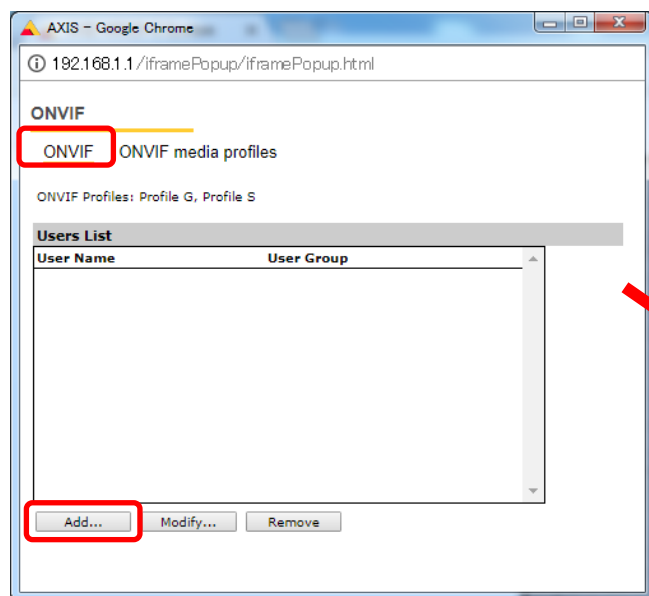 AXIS - Google Chrome
192.168.1.1/iframePopup/iframePopup.html
ONVIF
ONVIF ONVIF media profiles
ONVIF Profiles: Profile G, Profile S
Users List
User Name User Group
Add... Modify... Remove